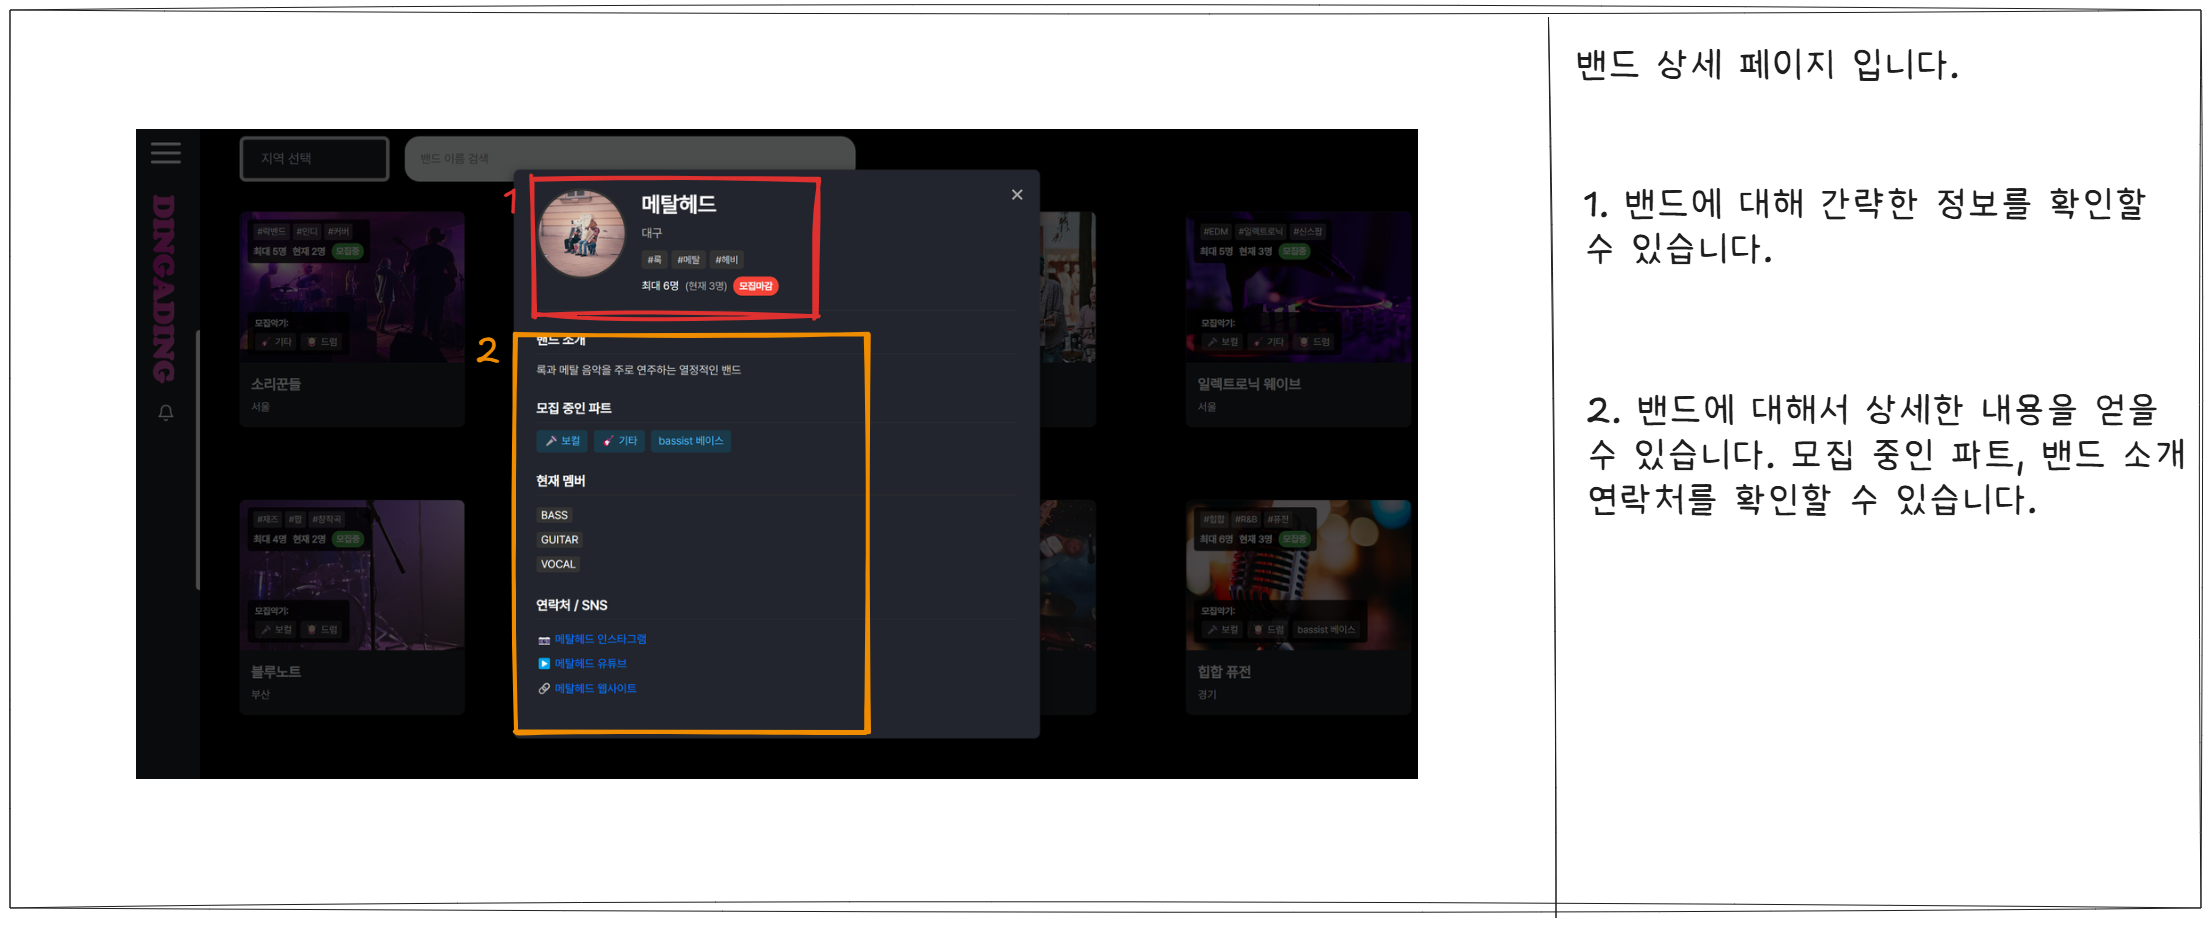 지역 선택
밴드 이름 검색
DINGADING
#락밴드 #인디 #커버
최대 5명 현재 2명 모집중
모집악기:
기타 드럼
소리꾼들
서울
#재즈 #팝 #창작곡
최대 4명 현재 2명 모집중
모집악기:
보컬 드럼
블루노트
부산
1
메탈헤드
대구
#록 #메탈 #헤비
최대 6명 (현재 3명) 모집마감
2
밴드 소개
록과 메탈 음악을 주로 연주하는 열정적인 밴드
모집 중인 파트
보컬 기타 bassist 베이스
현재 멤버
BASS
GUITAR
VOCAL
연락처 / SNS
메탈헤드 인스타그램
메탈헤드 유튜브
메탈헤드 웹사이트
#EDM #일렉트로닉 #신스팝
최대 5명 현재 3명 모집중
모집악기:
보컬 기타 드럼
일렉트로닉 웨이브
서울
#힙합 #R&B #퓨전
최대 6명 현재 3명 모집중
모집악기:
보컬 드럼 bassist 베이스
힙합 퓨전
경기
밴드 상세 페이지 입니다.
1. 밴드에 대해 간략한 정보를 확인할
수 있습니다.
2. 밴드에 대해서 상세한 내용을 얻을
수 있습니다. 모집 중인 파트, 밴드 소개
연락처를 확인할 수 있습니다.